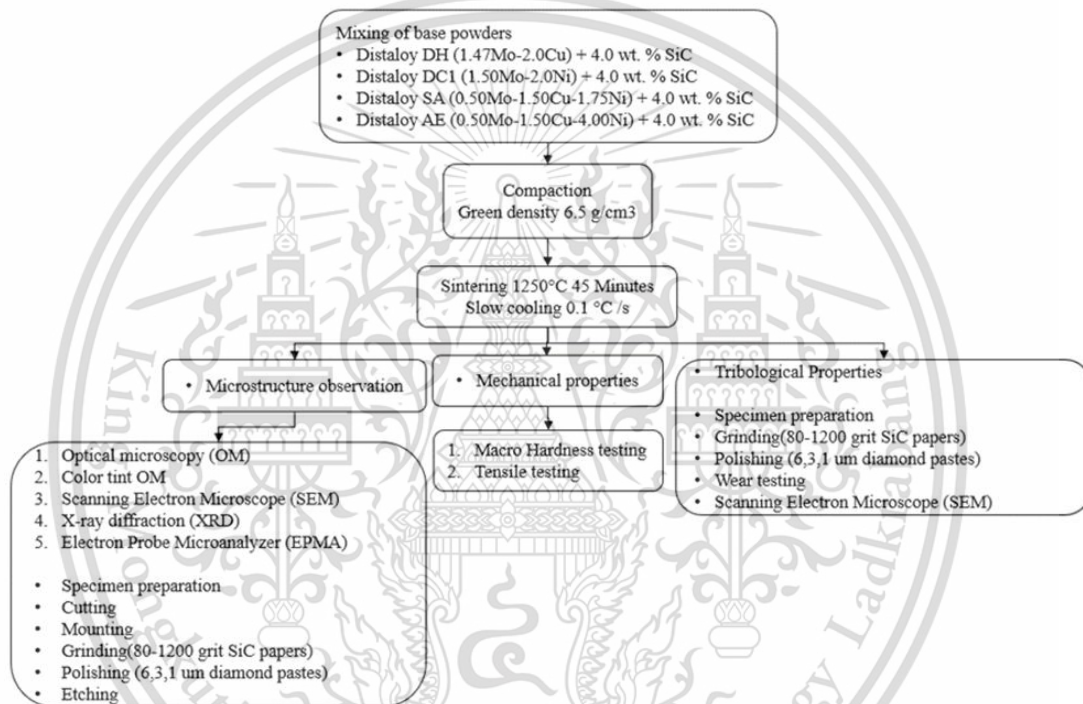 Mixing of base powders
• Distaloy DH (1.47Mo-2.0Cu) + 4.0 wt. % SiC
• Distaloy DC1 (1.50Mo-2.0Ni) + 4.0 wt. % SiC
• Distaloy SA (0.50Mo-1.50Cu-1.75Ni) + 4.0 wt. % SiC
• Distaloy AE (0.50Mo-1.50Cu-4.00Ni) + 4.0 wt. % SiC
Compaction
Green density 6.5 g/cm3
Sintering 1250°C 45 Minutes
Slow cooling 0.1 °C /s
• Microstructure observation
1. Optical microscopy (OM)
2. Color tint OM
3. Scanning Electron Microscope (SEM)
4. X-ray diffraction (XRD)
5. Electron Probe Microanalyzer (EPMA)
• Specimen preparation
• Cutting
• Mounting
• Grinding(80-1200 grit SiC papers)
• Polishing (6,3,1 um diamond pastes)
• Etching
• Mechanical properties
1. Macro Hardness testing
2. Tensile testing
• Tribological Properties
• Specimen preparation
• Grinding(80-1200 grit SiC papers)
• Polishing (6,3,1 um diamond pastes)
• Wear testing
• Scanning Electron Microscope (SEM)